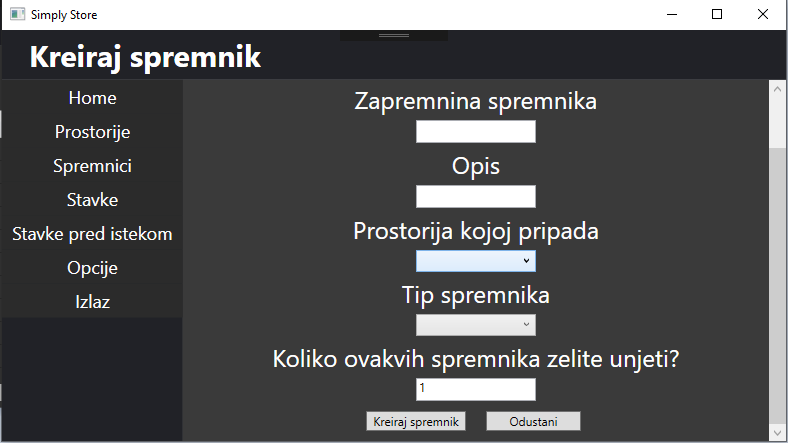 Simply Store
Kreiraj spremnik
Home
Prostorije
Spremnici
Stavke
Stavke pred istekom
Opcije
Izlaz
Zapremnina spremnika
Opis
Prostorija kojoj pripada
Tip spremnika
Koliko ovakvih spremnika zelite unjeti?
1
Kreiraj spremnik Odustani